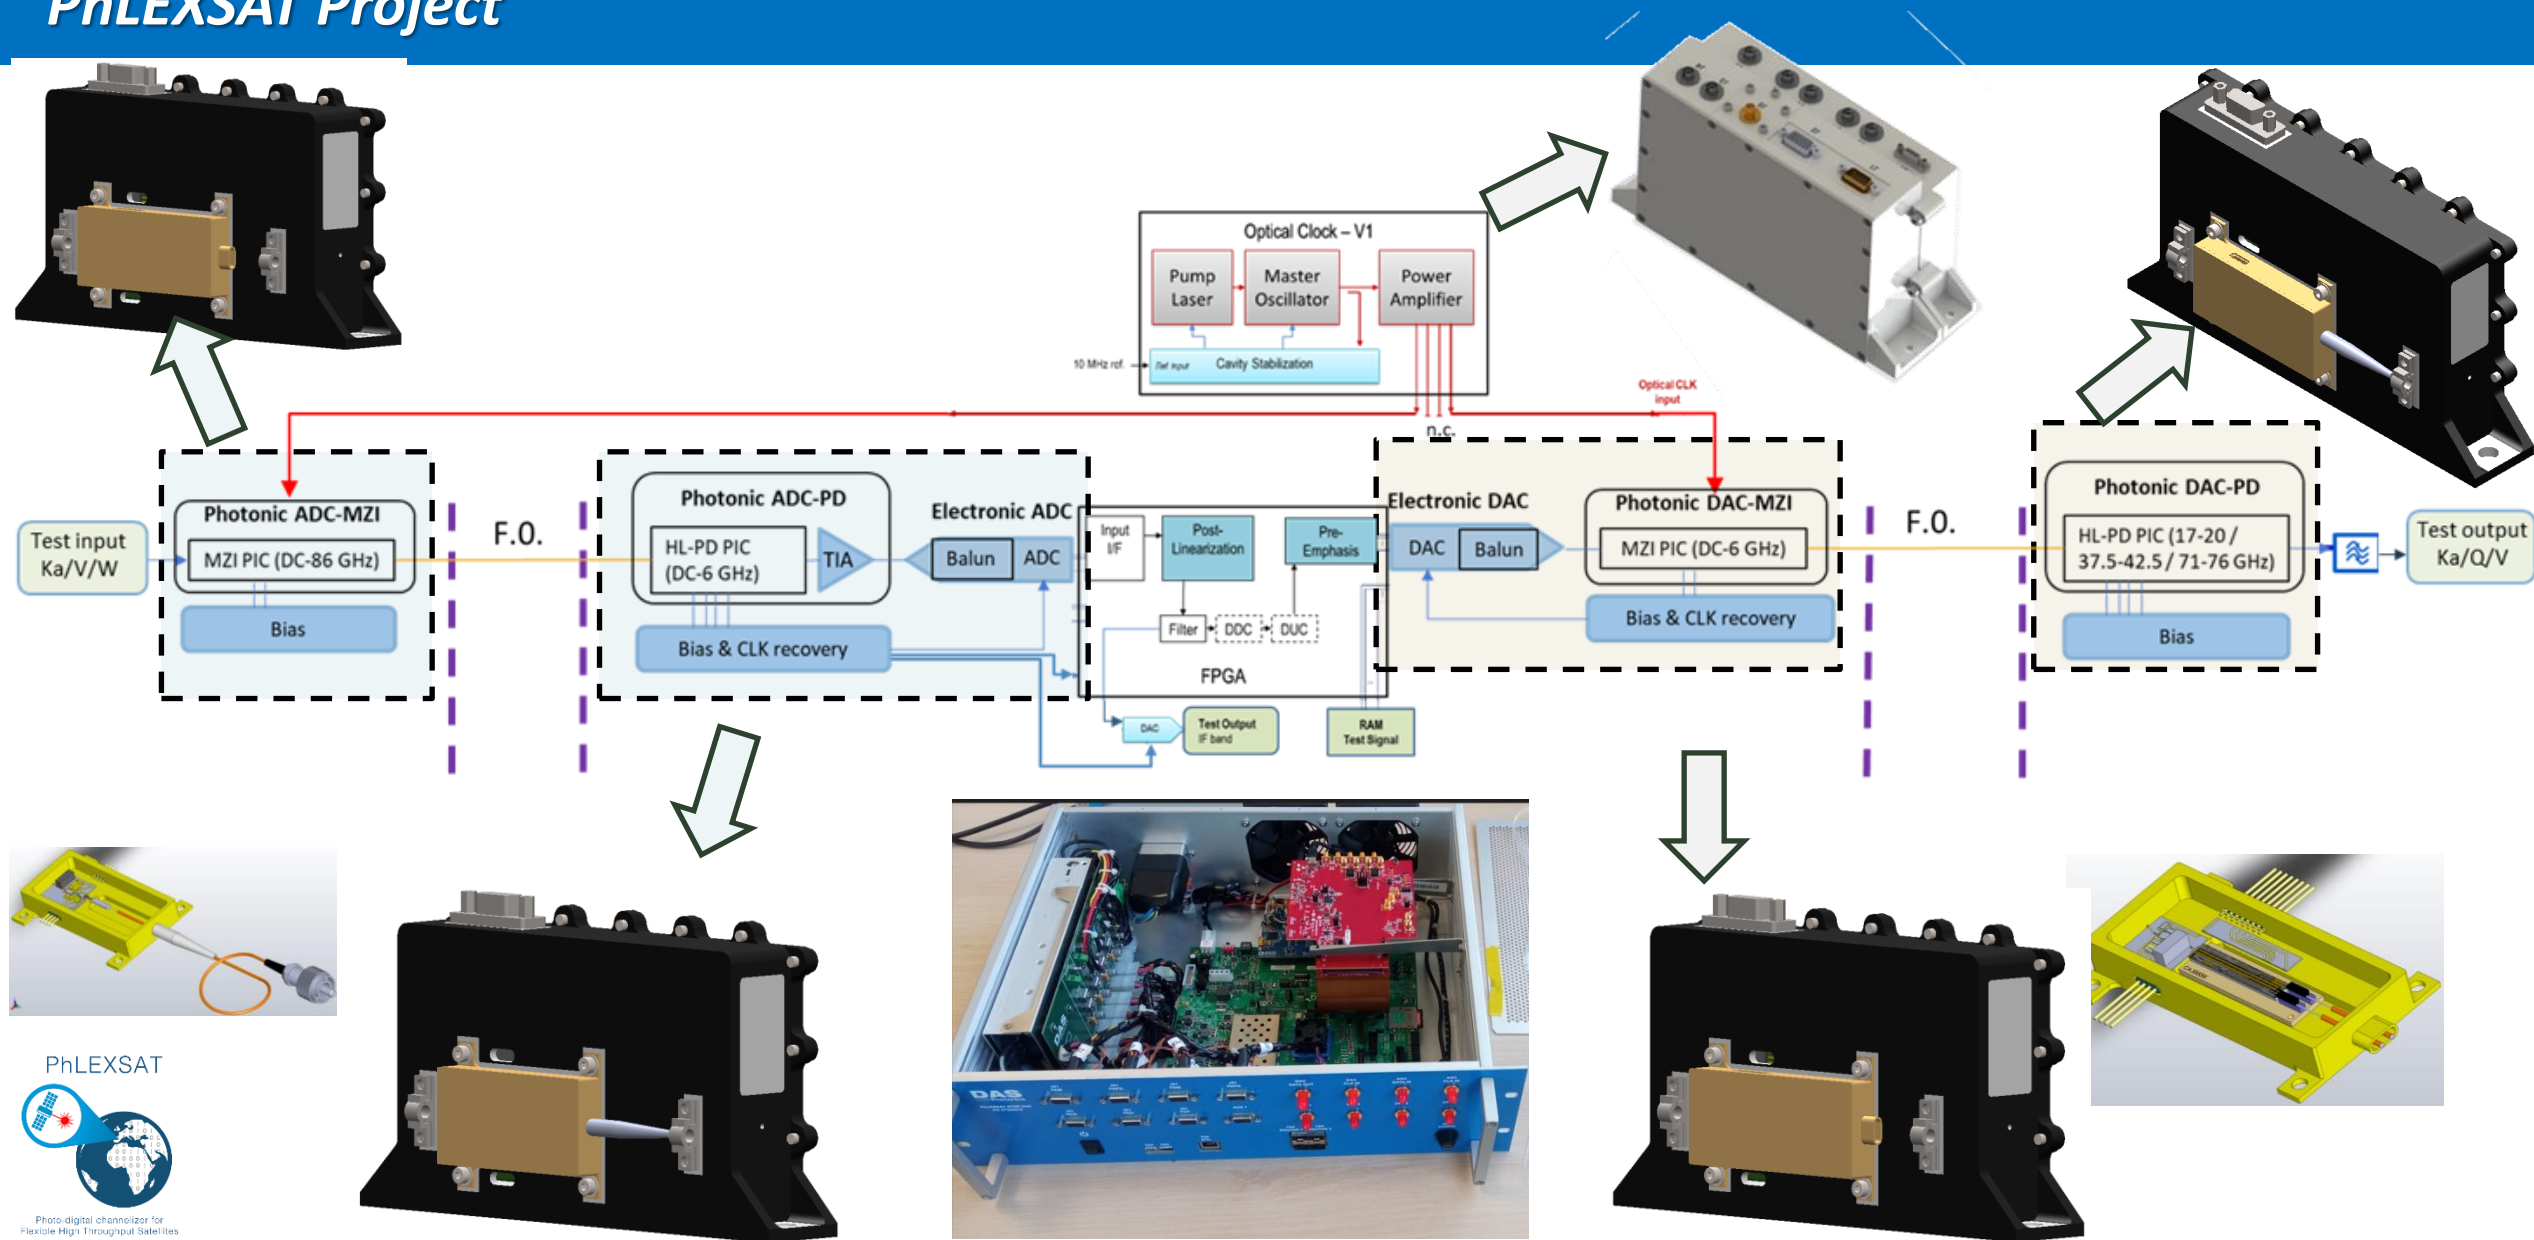 PhLEXSAT Project
Optical Clock – V1
Pump
Laser
Master
Oscillator
Power
Amplifier
10 MHz ref.
Ref input
Cavity Stabilization
Optical CLK
input
n.c.
Test input
Ka/V/W
Photonic ADC-MZI
MZI PIC (DC-86 GHz)
Bias
F.O.
Photonic ADC-PD
HL-PD PIC
(DC-6 GHz)
TIA
Bias & CLK recovery
Electronic ADC
Balun
ADC
Input
I/F
Post-
Linearization
Pre-
Emphasis
Filter
DDC
DUC
FPGA
DAC
Test Output
IF band
RAM
Test Signal
Electronic DAC
DAC
Balun
Photonic DAC-MZI
MZI PIC (DC-6 GHz)
Bias & CLK recovery
F.O.
Photonic DAC-PD
HL-PD PIC (17-20 /
37.5-42.5 / 71-76 GHz)
Bias
Test output
Ka/Q/V
DAS
DAS
PhLEXSAT
Photo-digital channelizer for
Flexible High Throughput Satellites